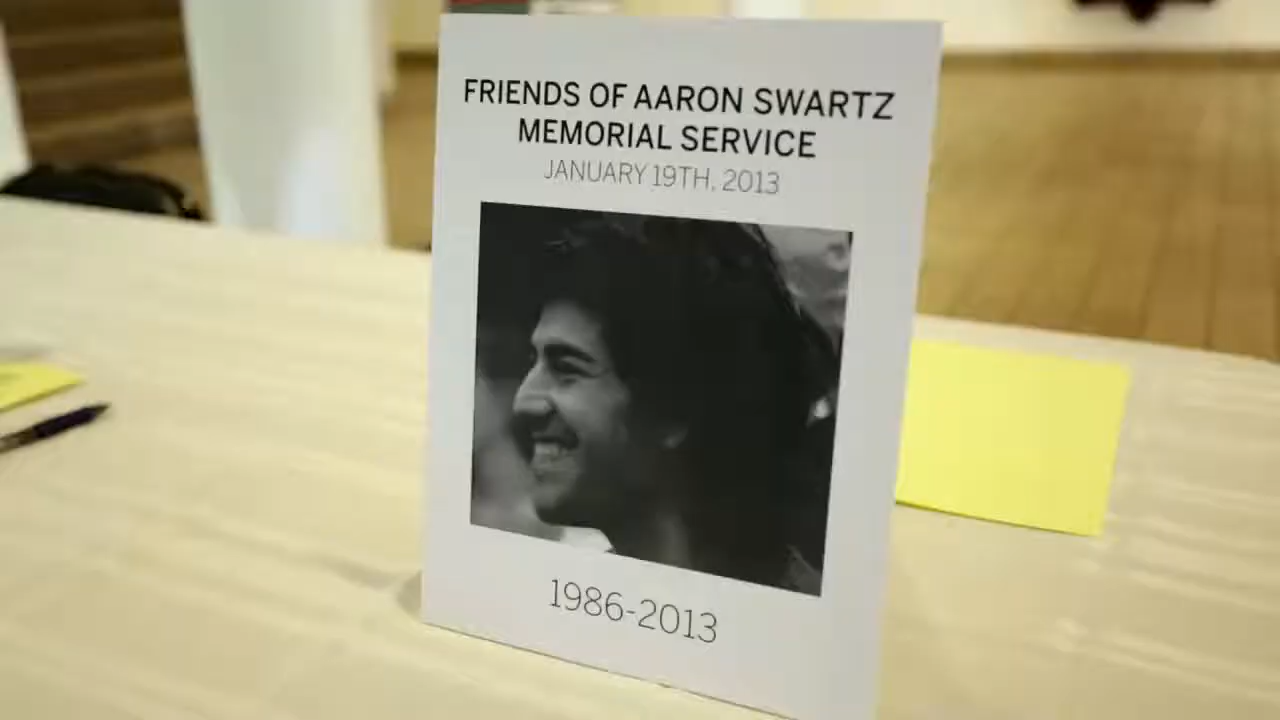 FRIENDS OF AARON SWARTZ
MEMORIAL SERVICE
JANUARY 19TH, 2013
1986-2013